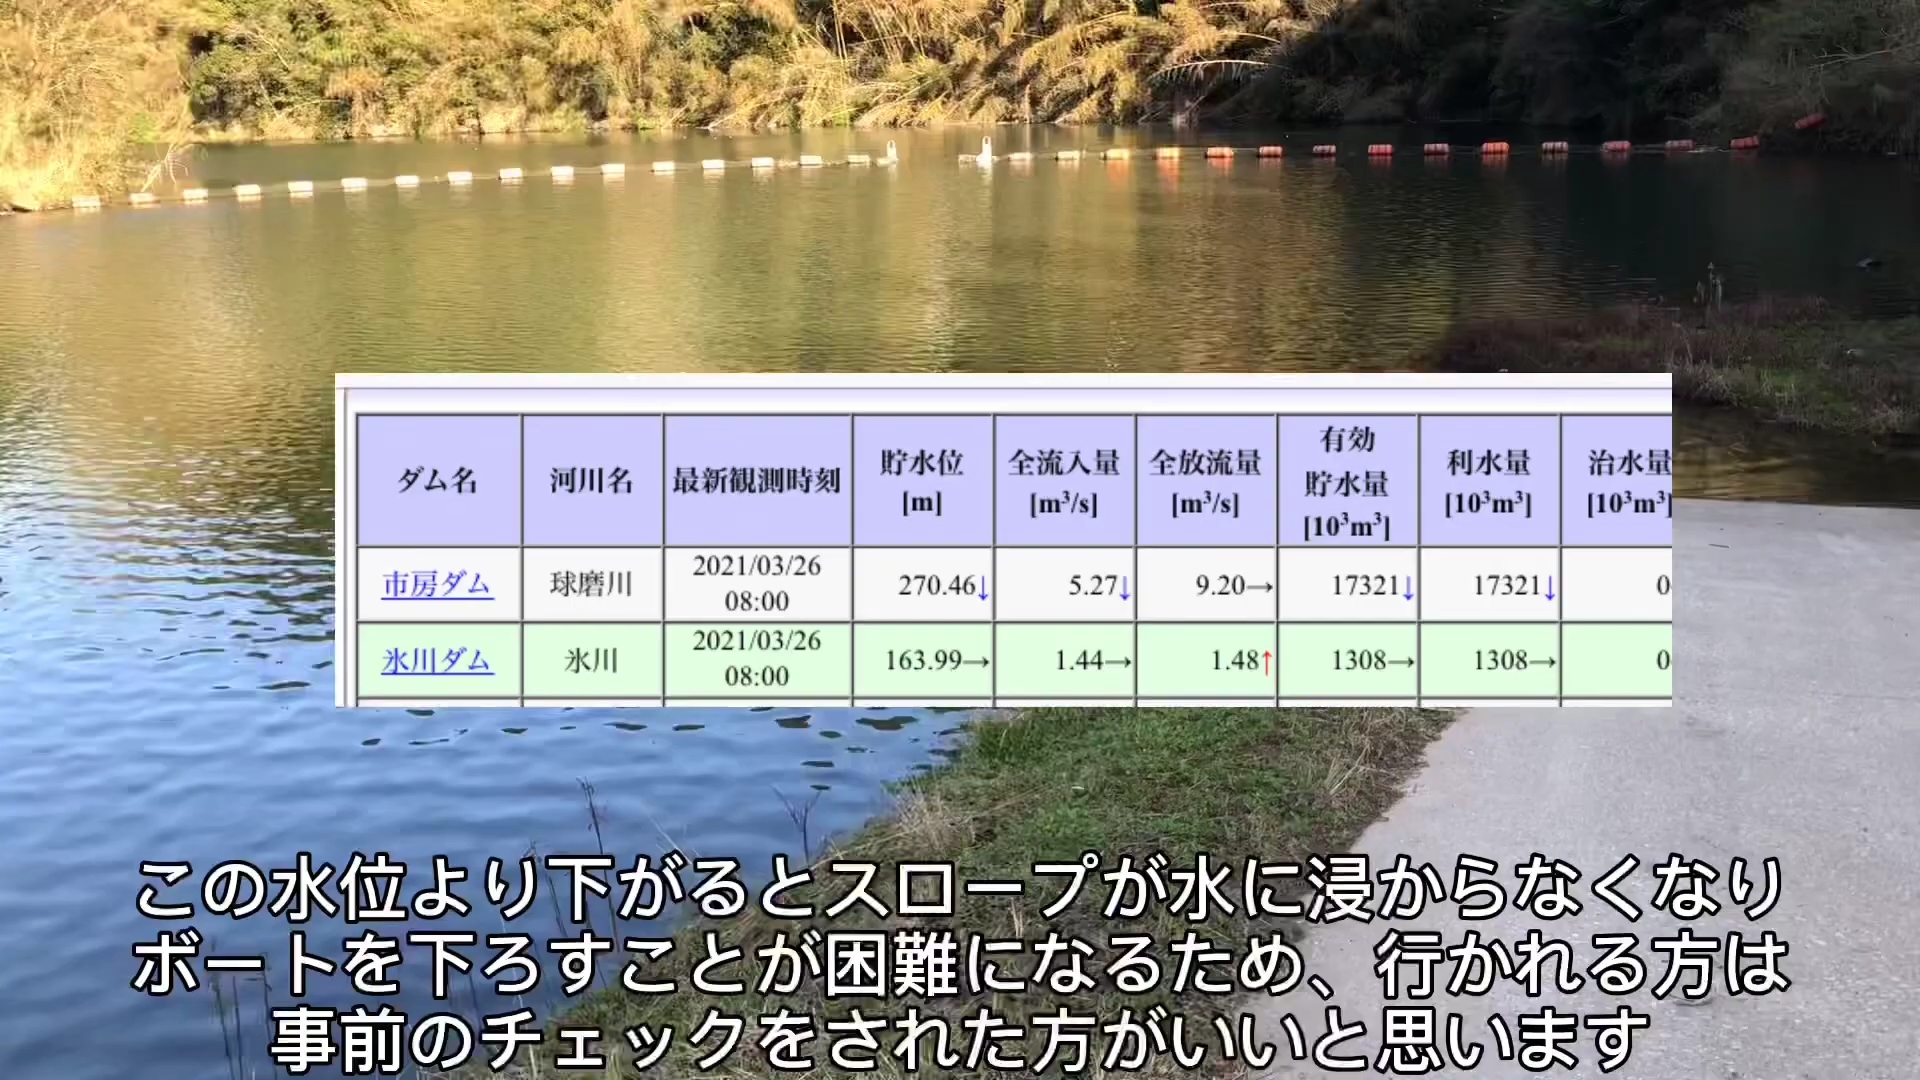 ダム名 河川名 最新観測時刻 貯水位 [m] 全流入量 [m³/s] 全放流量 [m³/s] 有効 貯水量 [10³m³] 利水量 [10³m³] 治水量 [10³m³]
市房ダム 球磨川 2021/03/26 08:00 270.46↓ 5.27↓ 9.20→ 17321↓ 17321↓ 0
氷川ダム 氷川 2021/03/26 08:00 163.99→ 1.44→ 1.48↑ 1308→ 1308→ 0
この水位より下がるとスロープが水に浸からなくなり
ボートを下ろすことが困難になるため、行かれる方は
事前のチェックをされた方がいいと思います